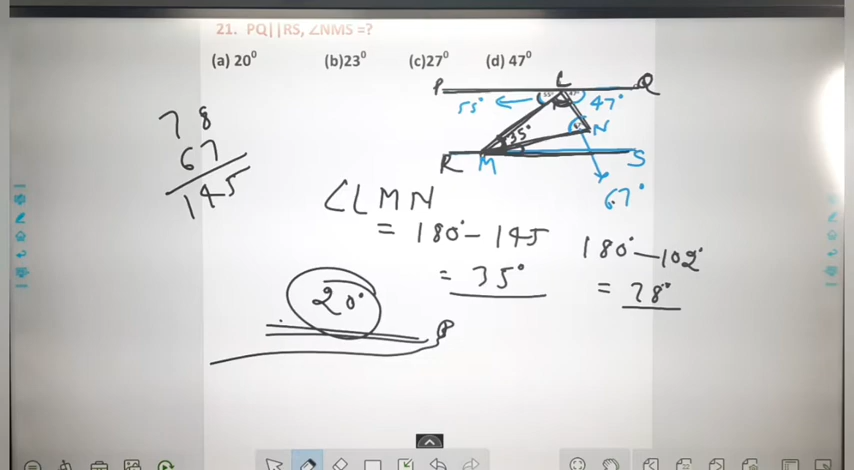 21. PQ||RS, ∠NMS =?
(a) 20⁰ (b)23⁰ (c)27⁰ (d) 47⁰
P L Q
55° 47°
35° N
R M S
67°
78
67
145
∠LMN
= 180° - 145
= 35°
180° - 102°
= 78°
20°